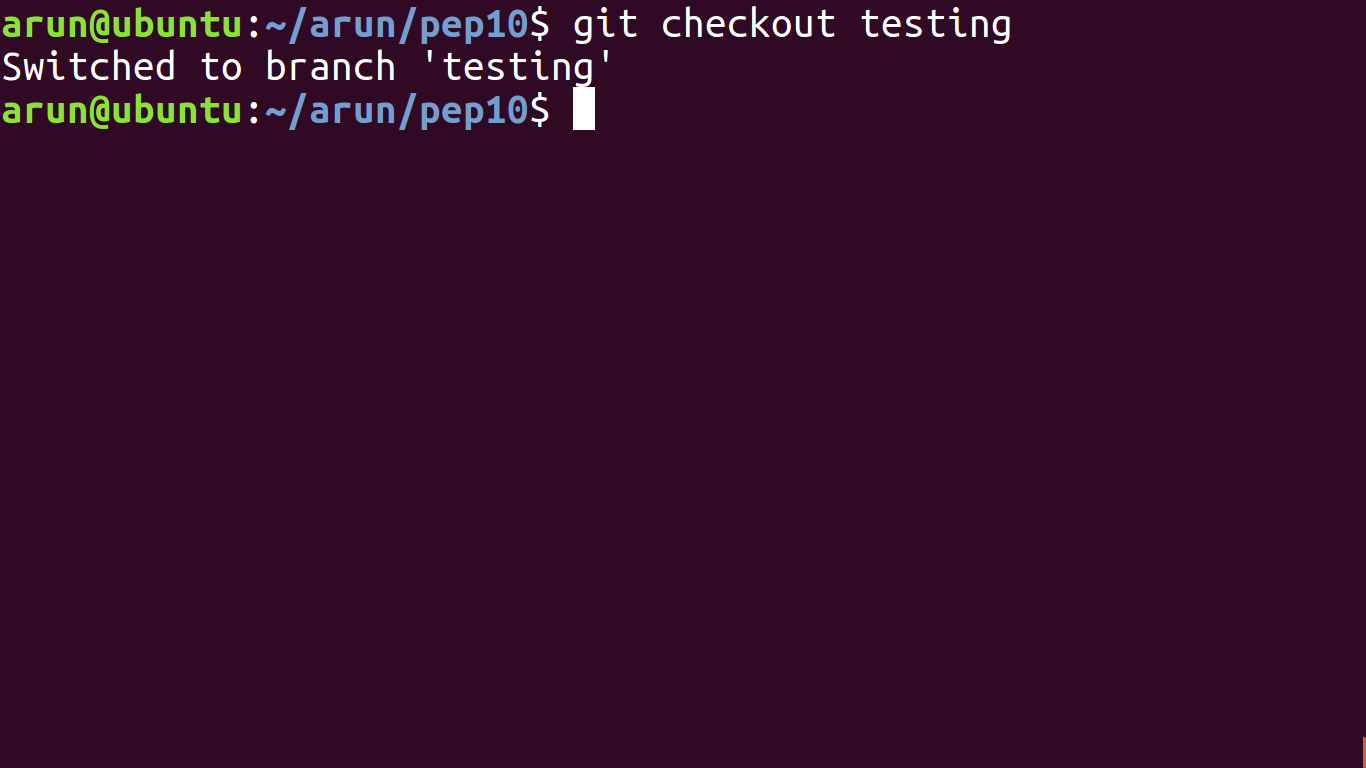 arun@ubuntu:~/arun/pep10$ git checkout testing
Switched to branch 'testing'
arun@ubuntu:~/arun/pep10$